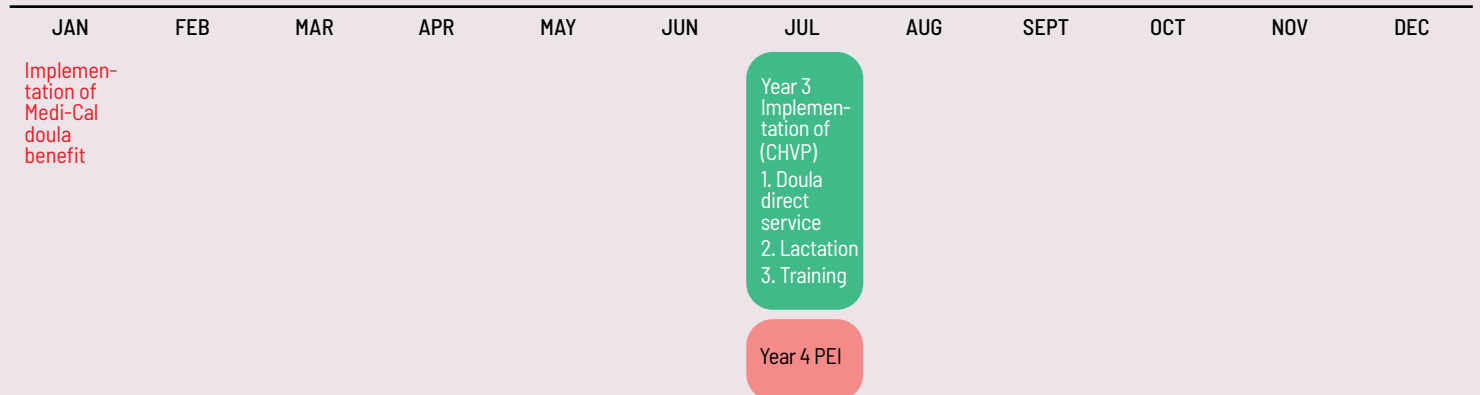 JAN FEB MAR APR MAY JUN JUL AUG SEPT OCT NOV DEC
Implemen-
tation of
Medi-Cal
doula
benefit
Year 3
Implemen-
tation of
(CHVP)
1. Doula
direct
service
2. Lactation
3. Training
Year 4 PEI